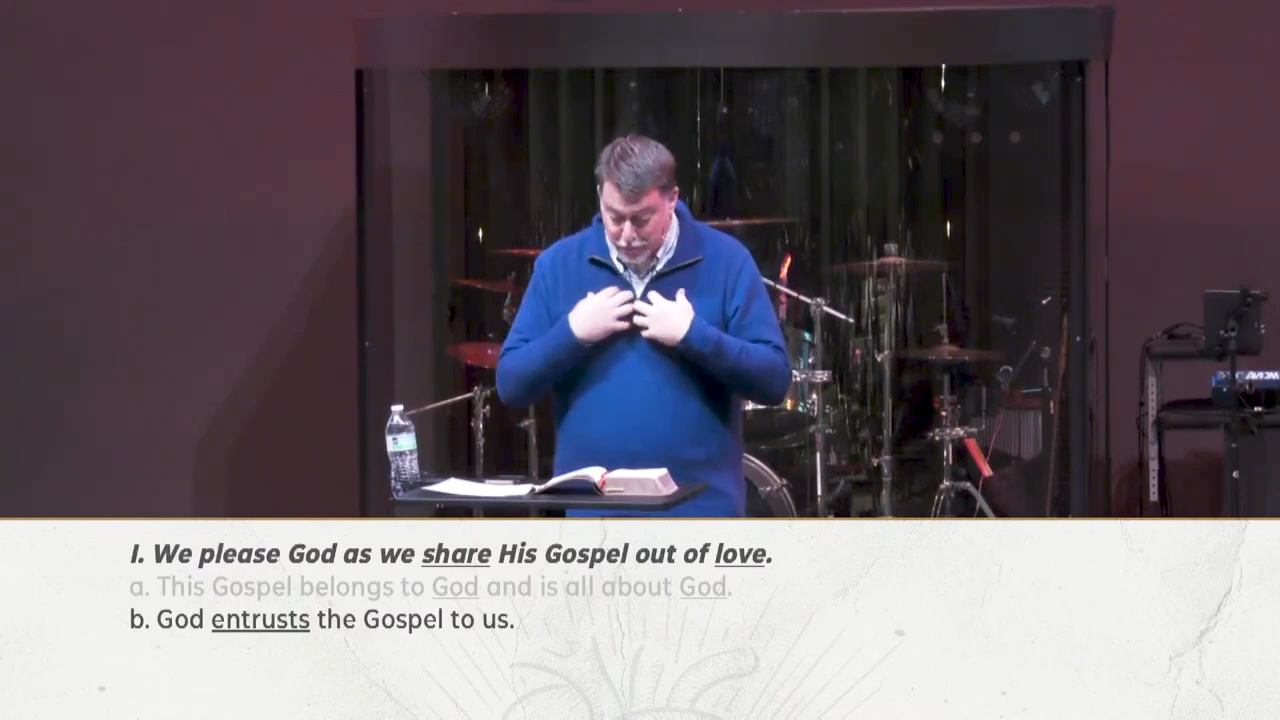 I. We please God as we share His Gospel out of love.
a. This Gospel belongs to God and is all about God.
b. God entrusts the Gospel to us.
AVIOM